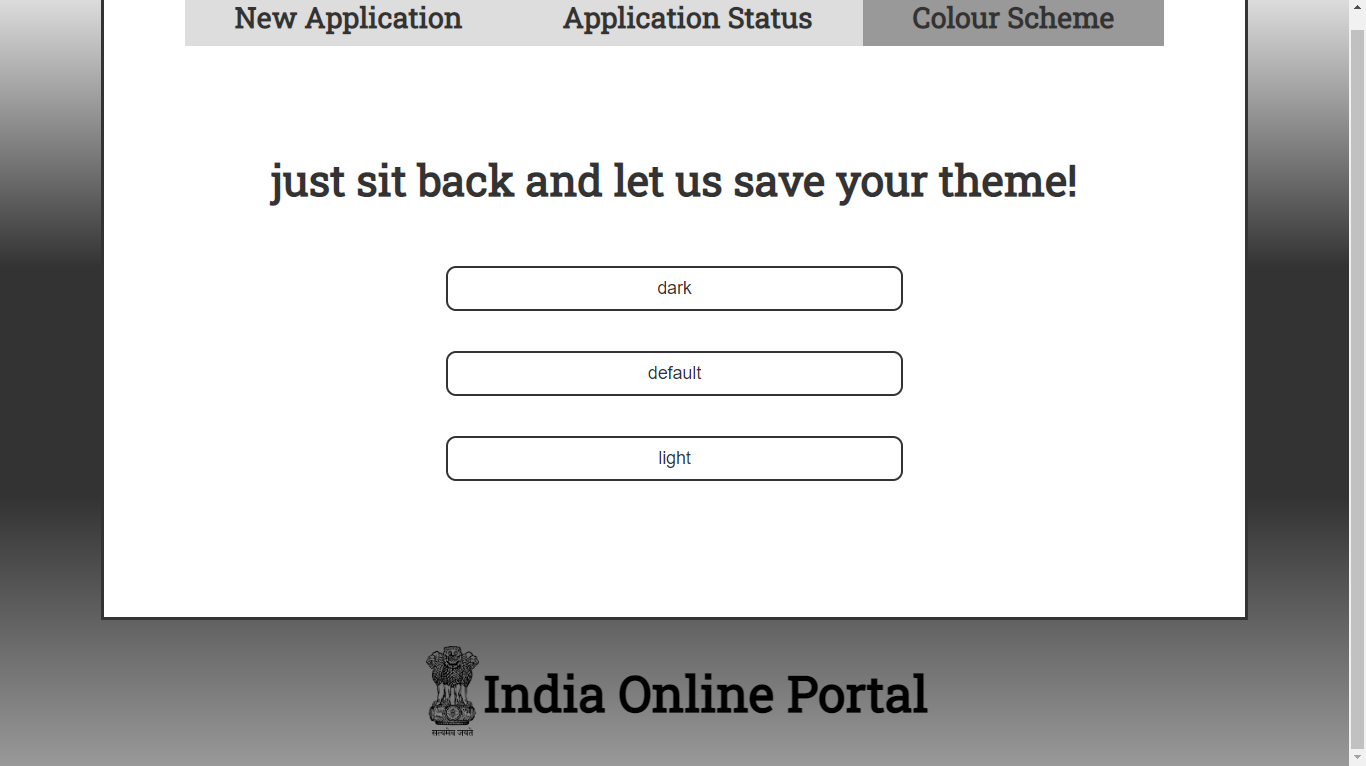 New Application Application Status Colour Scheme
just sit back and let us save your theme!
dark
default
light
India Online Portal
सत्यमेव जयते